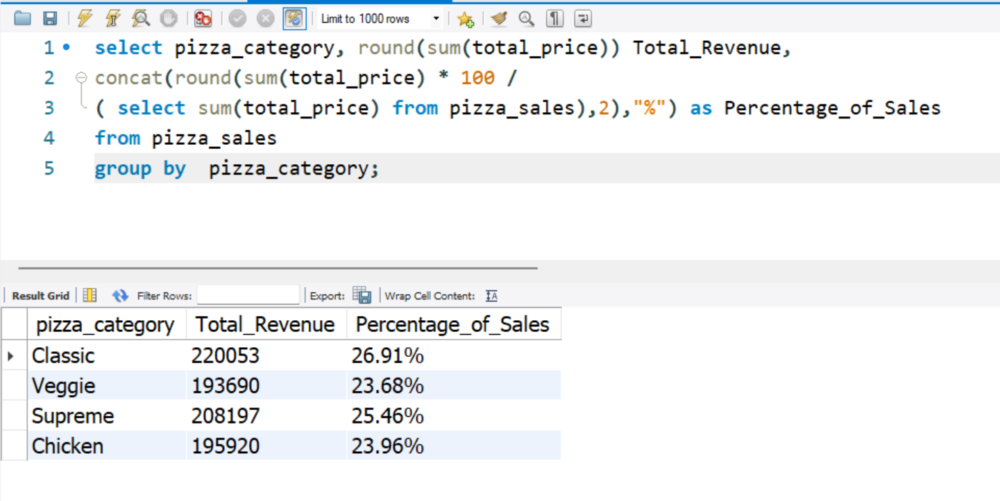 Limit to 1000 rows
1 select pizza_category, round(sum(total_price)) Total_Revenue,
2 concat(round(sum(total_price) * 100 /
3 ( select sum(total_price) from pizza_sales),2),"%") as Percentage_of_Sales
4 from pizza_sales
5 group by  pizza_category;
Result Grid Filter Rows: Export: Wrap Cell Content: IA
pizza_category Total_Revenue Percentage_of_Sales
Classic 220053 26.91%
Veggie 193690 23.68%
Supreme 208197 25.46%
Chicken 195920 23.96%